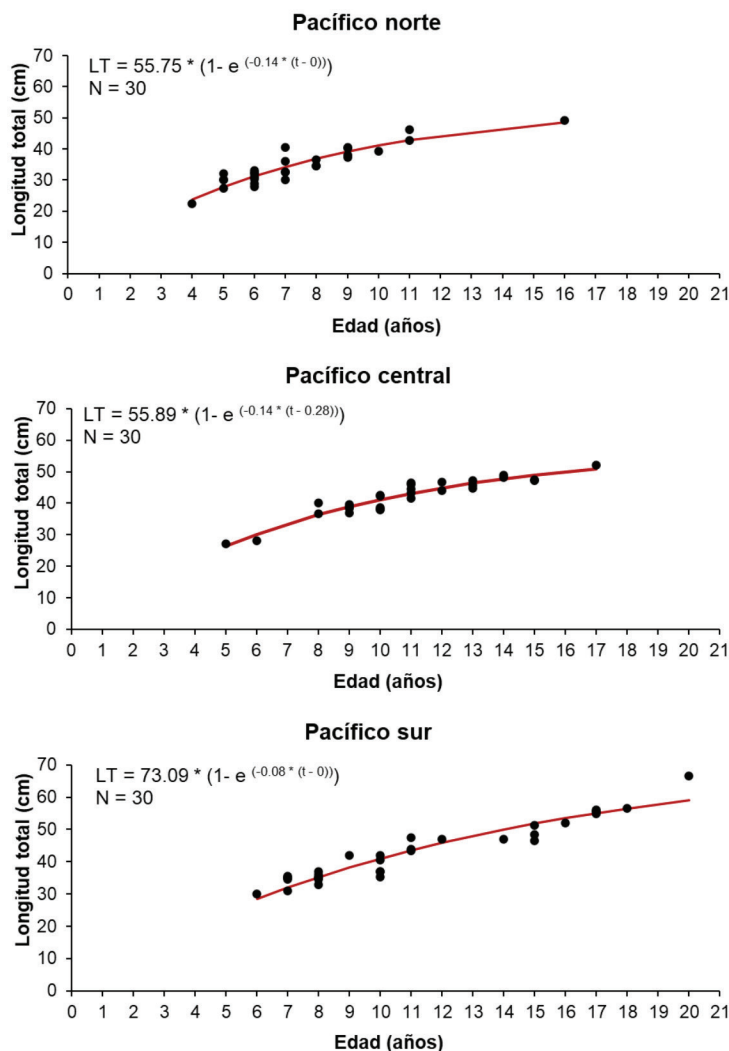 Pacífico norte
LT = 55.75 * (1- e (-0.14 * (t - 0)))
N = 30
Longitud total (cm)
70
60
50
40
30
20
10
0
0 1 2 3 4 5 6 7 8 9 10 11 12 13 14 15 16 17 18 19 20 21
Edad (años)
Pacífico central
LT = 55.89 * (1- e (-0.14 * (t - 0.28)))
N = 30
Longitud total (cm)
70
60
50
40
30
20
10
0
0 1 2 3 4 5 6 7 8 9 10 11 12 13 14 15 16 17 18 19 20 21
Edad (años)
Pacífico sur
LT = 73.09 * (1- e (-0.08 * (t - 0)))
N = 30
Longitud total (cm)
70
60
50
40
30
20
10
0
0 1 2 3 4 5 6 7 8 9 10 11 12 13 14 15 16 17 18 19 20 21
Edad (años)